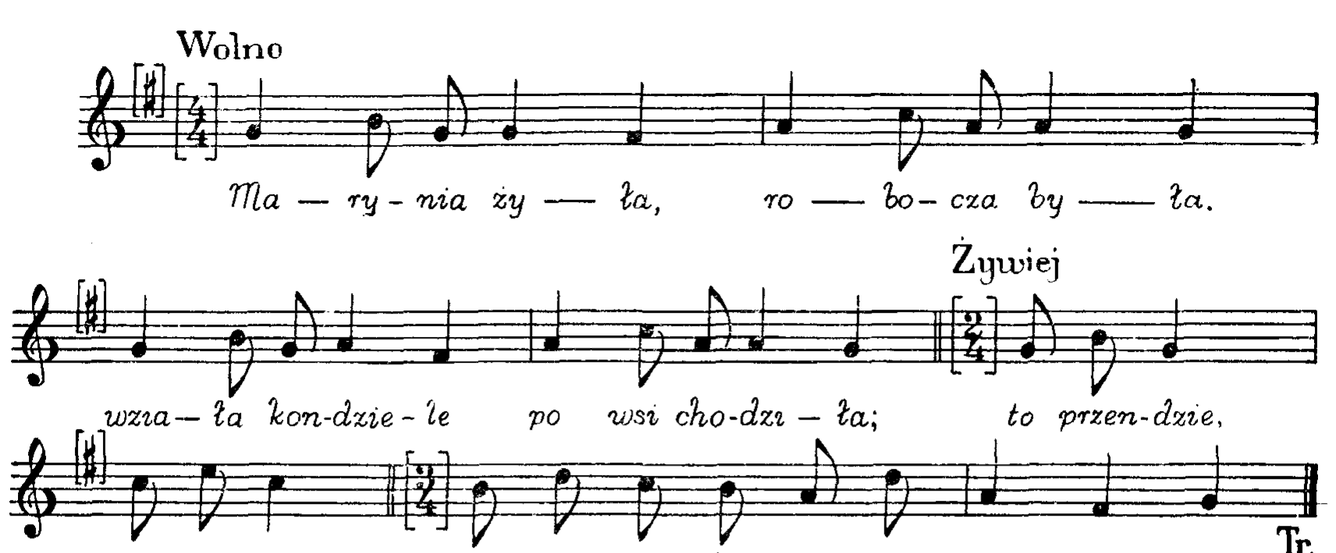 Wolno
Ma — ry - nia ży — ła, ro — bo - cza by — ła.
Żywiej
wzia — ła kon-dzie - le po wsi cho-dzi — ła; to przen-dzie,
Tr.